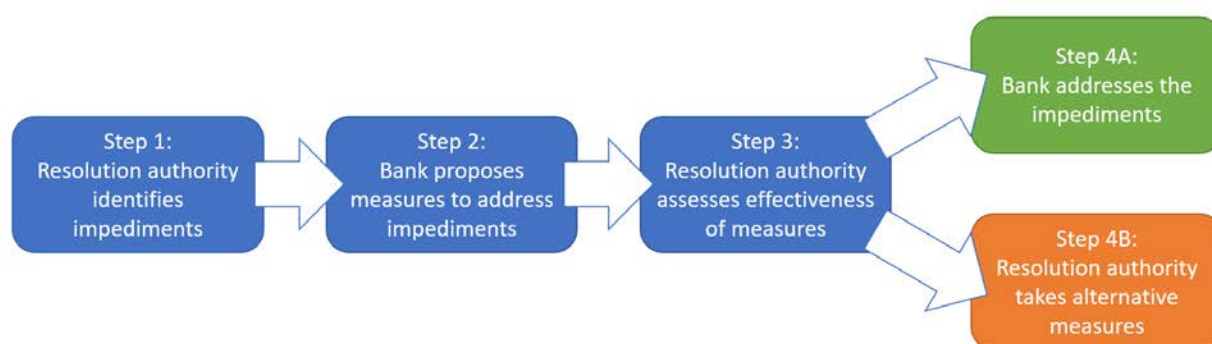 Step 1:
Resolution authority
identifies
impediments
Step 2:
Bank proposes
measures to address
impediments
Step 3:
Resolution authority
assesses effectiveness
of measures
Step 4A:
Bank addresses the
impediments
Step 4B:
Resolution authority
takes alternative
measures